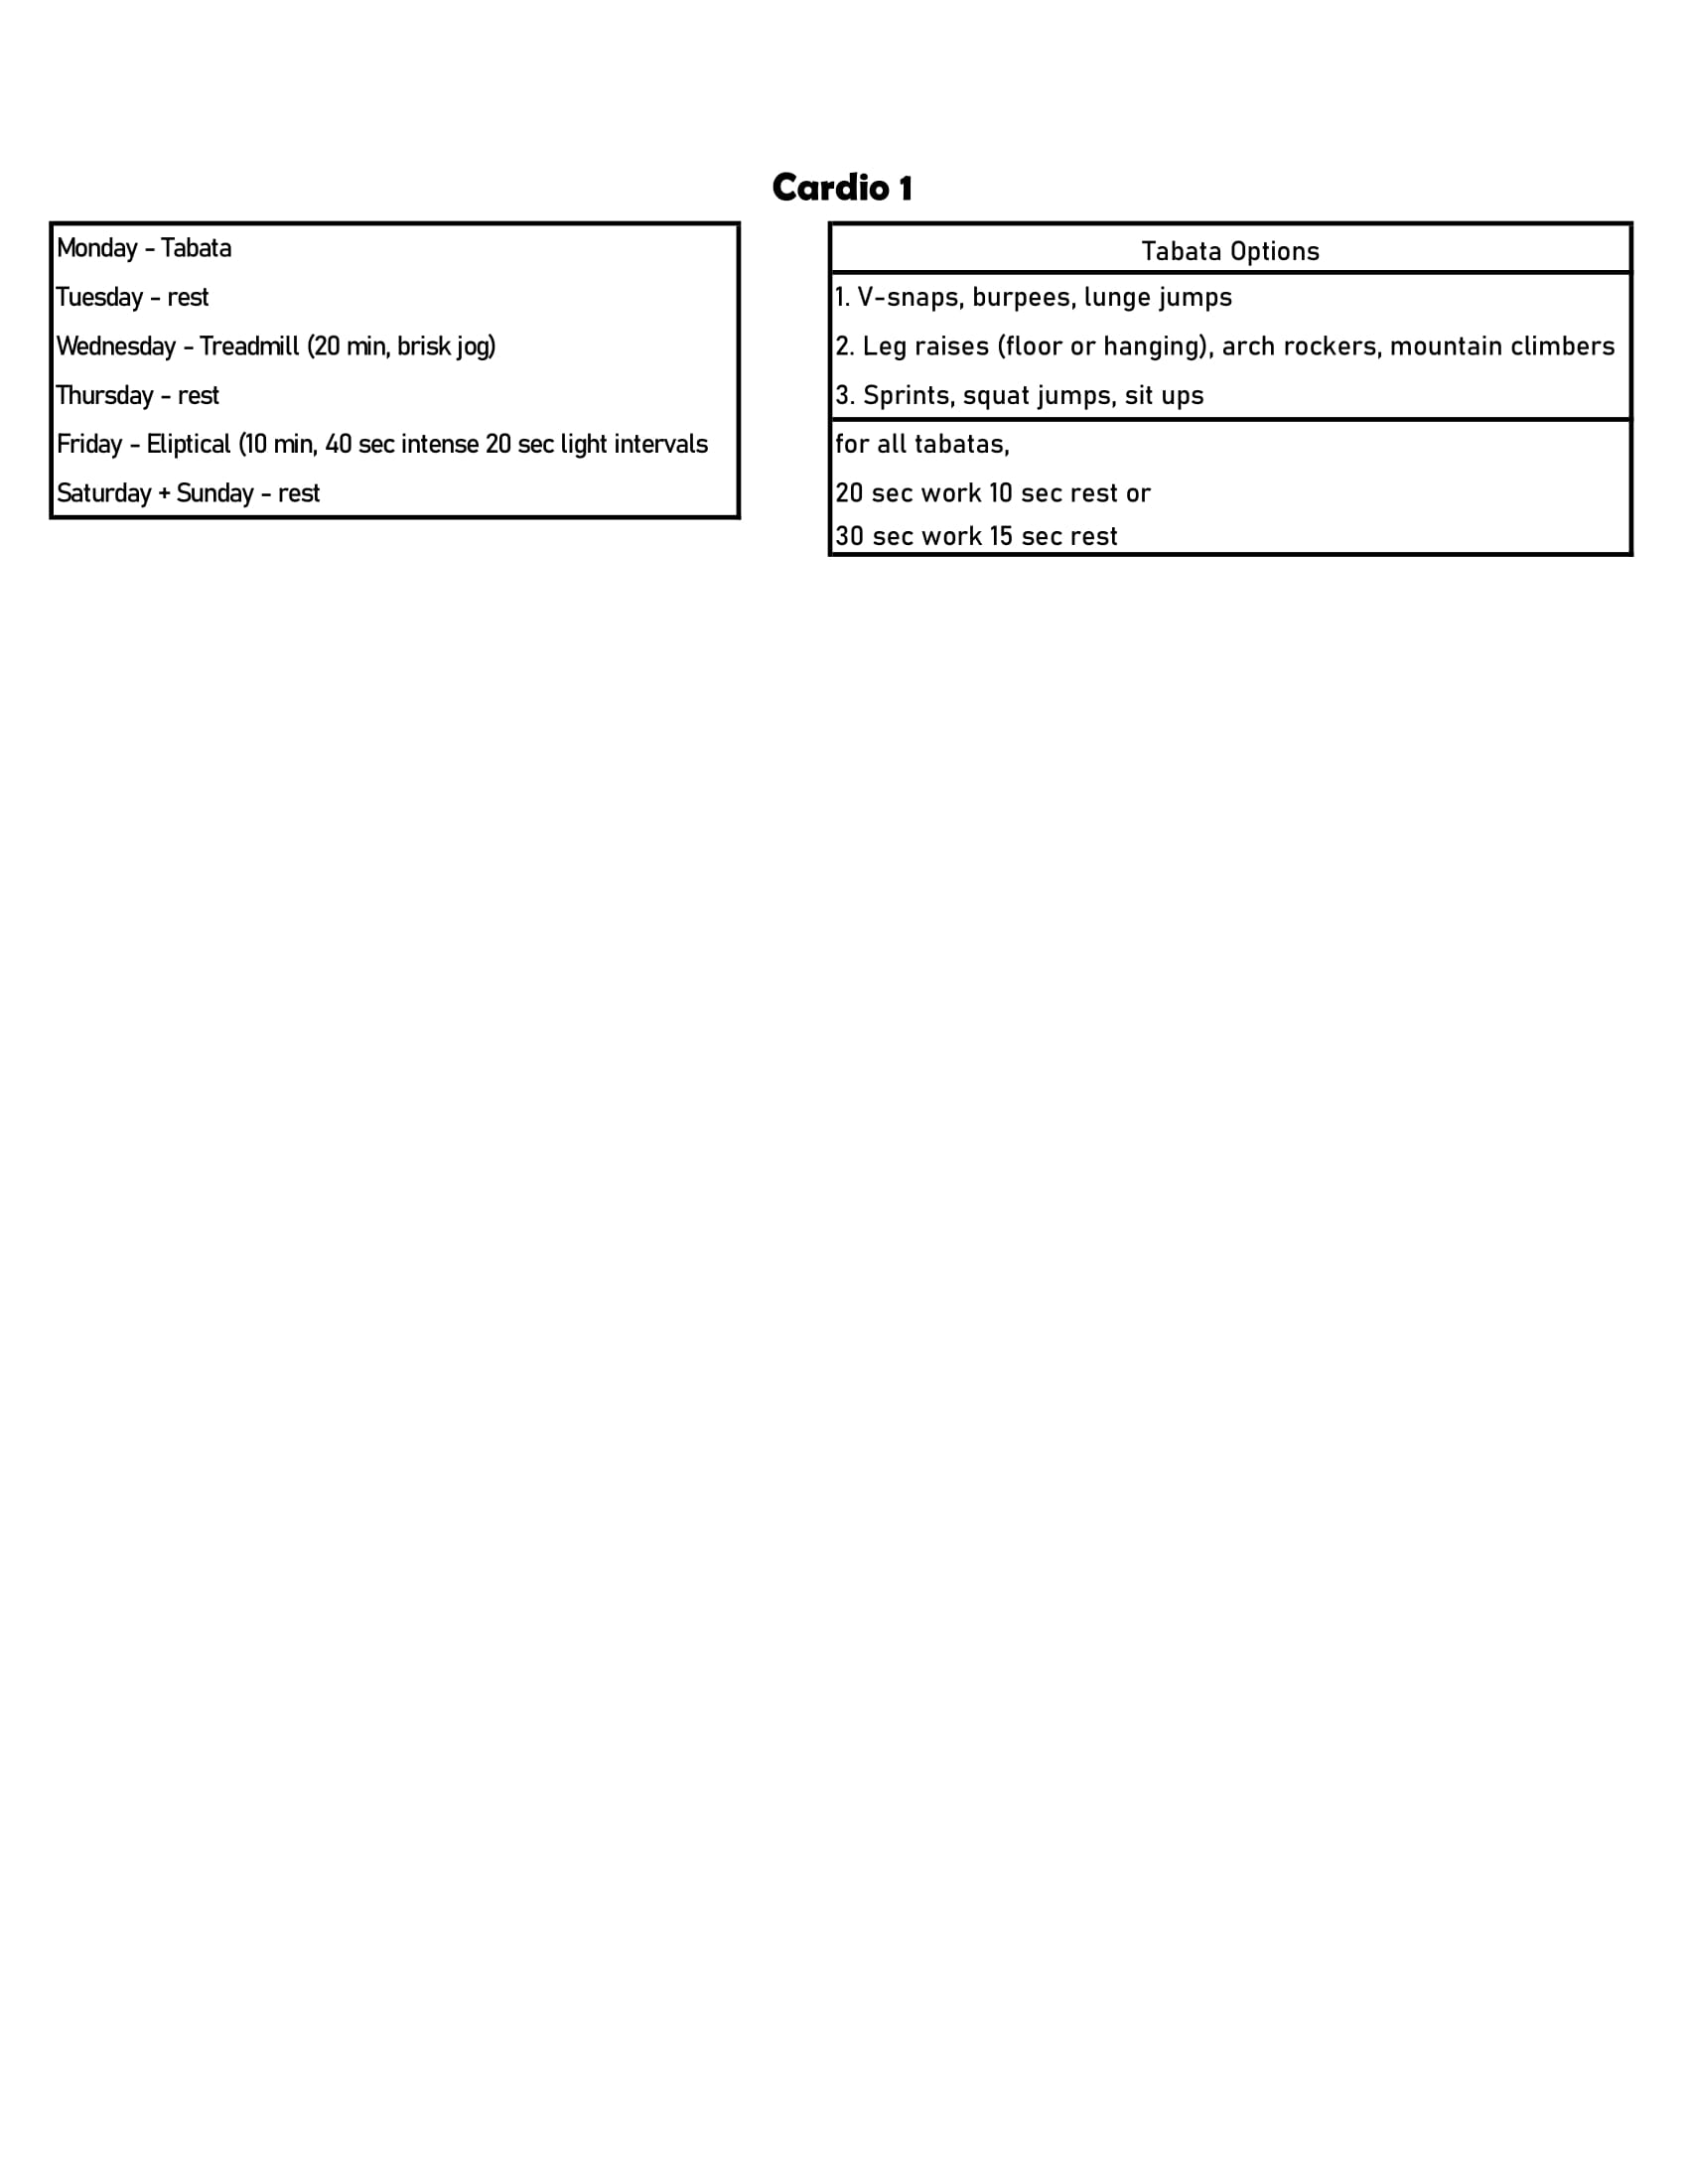 Cardio 1
Monday - Tabata
Tuesday - rest
Wednesday - Treadmill (20 min, brisk jog)
Thursday - rest
Friday - Eliptical (10 min, 40 sec intense 20 sec light intervals
Saturday + Sunday - rest
Tabata Options
1. V-snaps, burpees, lunge jumps
2. Leg raises (floor or hanging), arch rockers, mountain climbers
3. Sprints, squat jumps, sit ups
for all tabatas,
20 sec work 10 sec rest or
30 sec work 15 sec rest